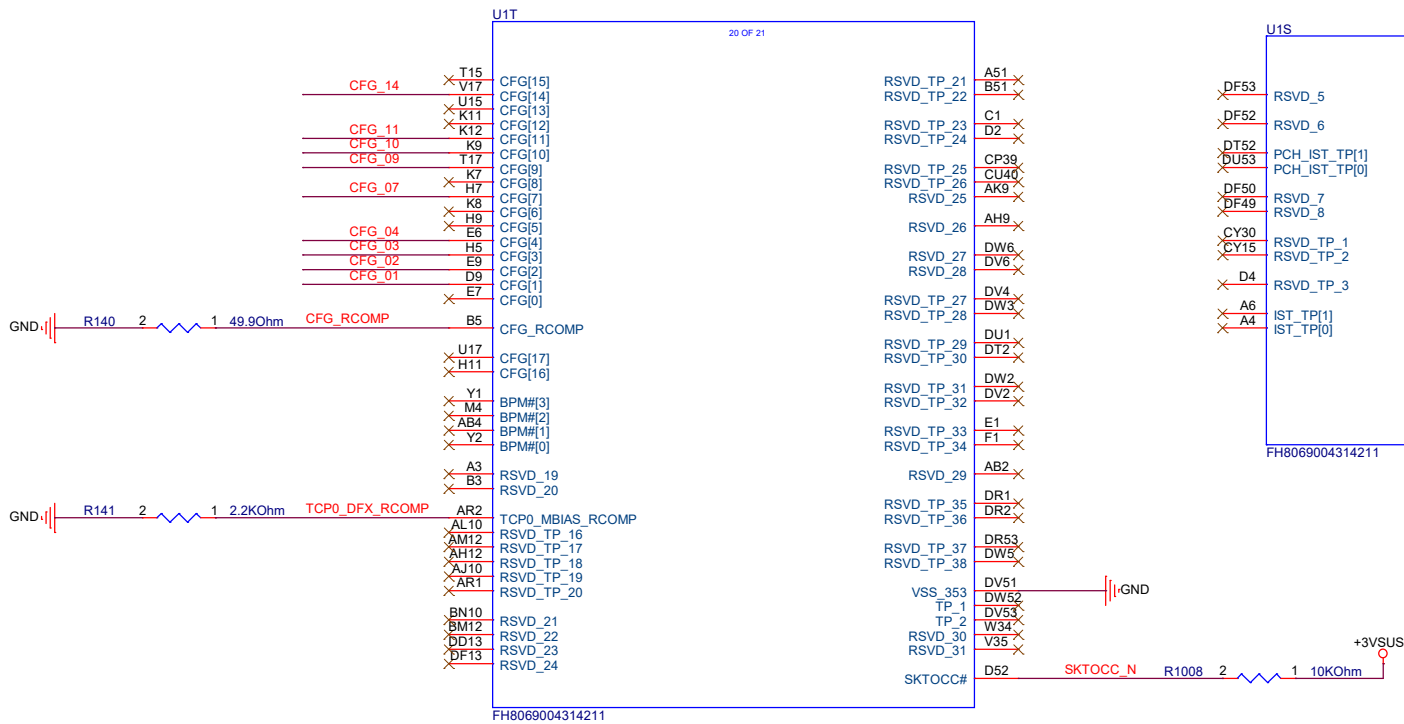 U1T
20 OF 21
T15 CFG[15]
CFG_14 V17 CFG[14]
U15 CFG[13]
K11 CFG[12]
CFG_11 K12 CFG[11]
CFG_10 K9 CFG[10]
CFG_09 T17 CFG[9]
K7 CFG[8]
CFG_07 H7 CFG[7]
K8 CFG[6]
H9 CFG[5]
CFG_04 E6 CFG[4]
CFG_03 H5 CFG[3]
CFG_02 E9 CFG[2]
CFG_01 D9 CFG[1]
E7 CFG[0]
GND R140 2 1 49.9Ohm CFG_RCOMP B5 CFG_RCOMP
U17 CFG[17]
H11 CFG[16]
Y1 BPM#[3]
M4 BPM#[2]
AB4 BPM#[1]
Y2 BPM#[0]
A3 RSVD_19
B3 RSVD_20
GND R141 2 1 2.2KOhm TCP0_DFX_RCOMP AR2 TCP0_MBIAS_RCOMP
AL10 RSVD_TP_16
AM12 RSVD_TP_17
AH12 RSVD_TP_18
AJ10 RSVD_TP_19
AR1 RSVD_TP_20
BN10 RSVD_21
BM12 RSVD_22
DD13 RSVD_23
DF13 RSVD_24
RSVD_TP_21 A51
RSVD_TP_22 B51
RSVD_TP_23 C1
RSVD_TP_24 D2
RSVD_TP_25 CP39
RSVD_TP_26 CU40
RSVD_25 AK9
RSVD_26 AH9
RSVD_27 DW6
RSVD_28 DV6
RSVD_TP_27 DV4
RSVD_TP_28 DW3
RSVD_TP_29 DU1
RSVD_TP_30 DT2
RSVD_TP_31 DW2
RSVD_TP_32 DV2
RSVD_TP_33 E1
RSVD_TP_34 F1
RSVD_29 AB2
RSVD_TP_35 DR1
RSVD_TP_36 DR2
RSVD_TP_37 DR53
RSVD_TP_38 DW5
VSS_353 DV51 GND
TP_1 DW52
TP_2 DV53
RSVD_30 W34
RSVD_31 V35
SKTOCC# D52 SKTOCC_N R1008 2 1 10KOhm +3VSUS
FH8069004314211
U1S
DF53 RSVD_5
DF52 RSVD_6
DT52 PCH_IST_TP[1]
DU53 PCH_IST_TP[0]
DF50 RSVD_7
DF49 RSVD_8
CY30 RSVD_TP_1
CY15 RSVD_TP_2
D4 RSVD_TP_3
A6 IST_TP[1]
A4 IST_TP[0]
FH8069004314211